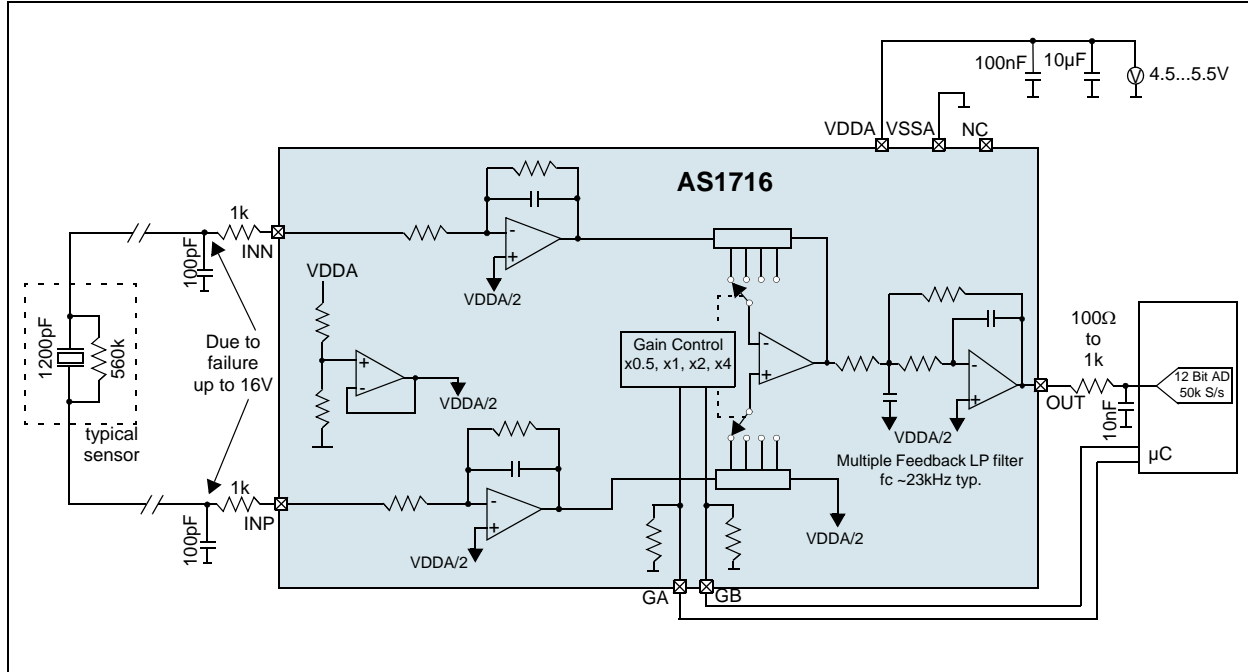 100nF
10µF
4.5...5.5V
VDDA
VSSA
NC
AS1716
1k
INN
100pF
VDDA/2
VDDA
1200pF
560k
Due to
failure
up to 16V
Gain Control
x0.5, x1, x2, x4
100Ω
to
1k
12 Bit AD
50k S/s
VDDA/2
OUT
10nF
VDDA/2
typical
sensor
Multiple Feedback LP filter
fc ~23kHz typ.
µC
1k
INP
100pF
VDDA/2
VDDA/2
GA
GB
V
-
+
+
-
-
+
-
+
-
+